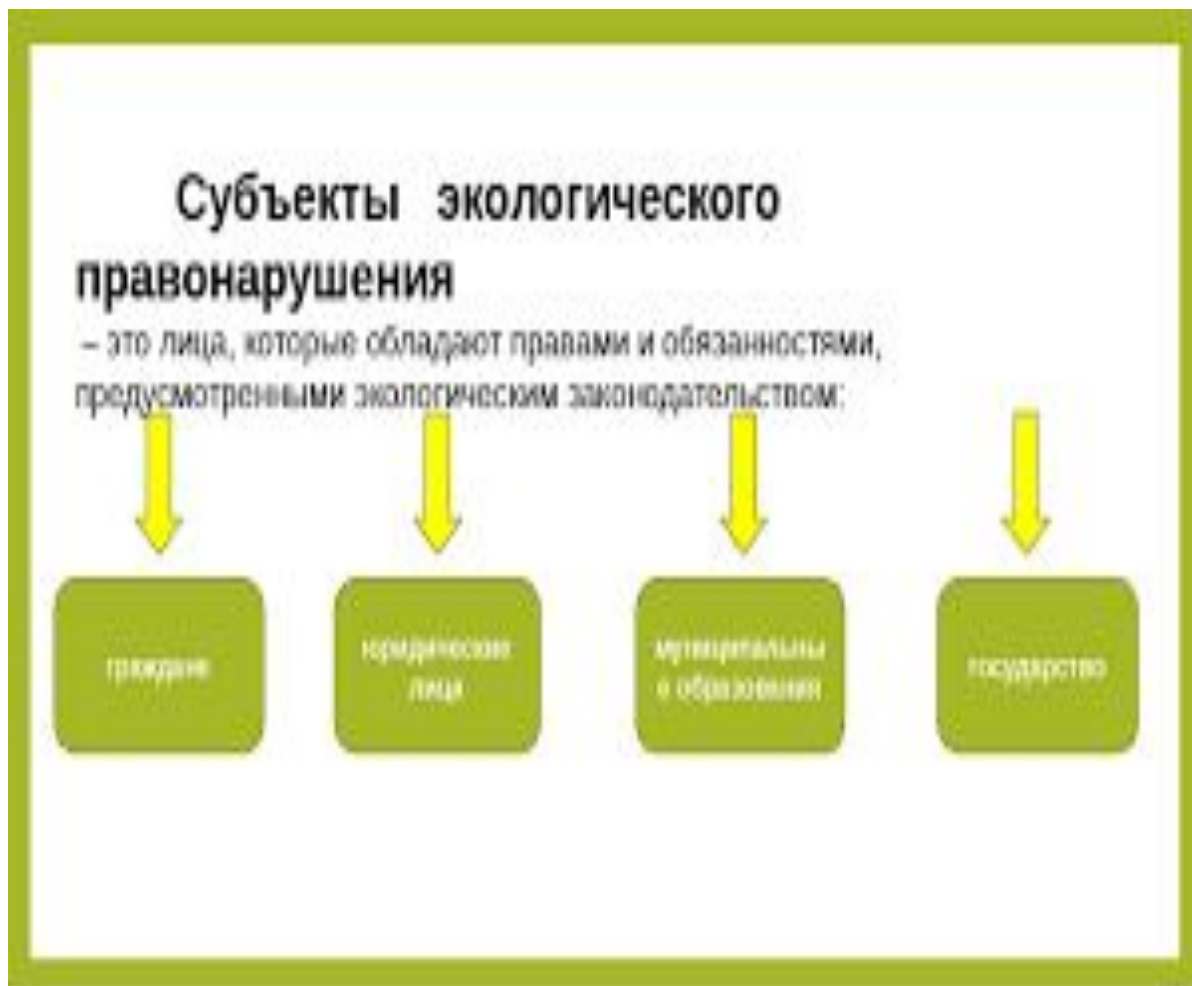 Субъекты экологического
правонарушения
– это лица, которые обладают правами и обязанностями,
предусмотренными экологическим законодательством:
граждане
юридические
лица
муниципальны
е образования
государство